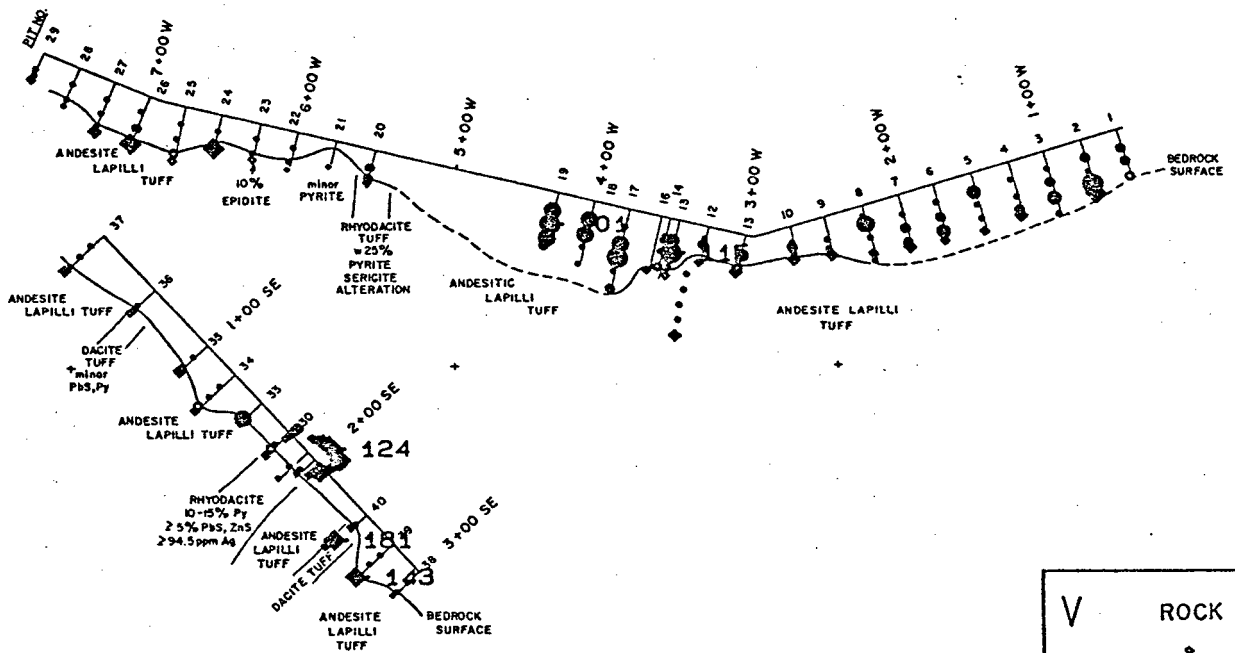 PIT NO.
29
28
27
7+00 W
26
25
24
23
22
6+00 W
21
20
5+00 W
19
4+00 W
18
17
16
14
13
12
3+00 W
13
10
9
8
2+00 W
7
6
5
4
1+00 W
3
2
1
BEDROCK
SURFACE
ANDESITE
LAPILLI
TUFF
10%
EPIDITE
minor
PYRITE
RHYODACITE
TUFF
w 25%
PYRITE
SERICITE
ALTERATION
ANDESITIC
LAPILLI
TUFF
01
11
ANDESITE LAPILLI
TUFF
37
36
1+00 SE
35
34
33
30
2+00 SE
124
40
181
39
38
143
3+00 SE
ANDESITE
LAPILLI TUFF
DACITE
TUFF
minor
PbS, Py
ANDESITE
LAPILLI TUFF
RHYODACITE
10-15% Py
≥5% PbS, ZnS
≥94.5ppm Ag
ANDESITE
LAPILLI
TUFF
DACITE TUFF
ANDESITE
LAPILLI
TUFF
BEDROCK
SURFACE
V ROCK